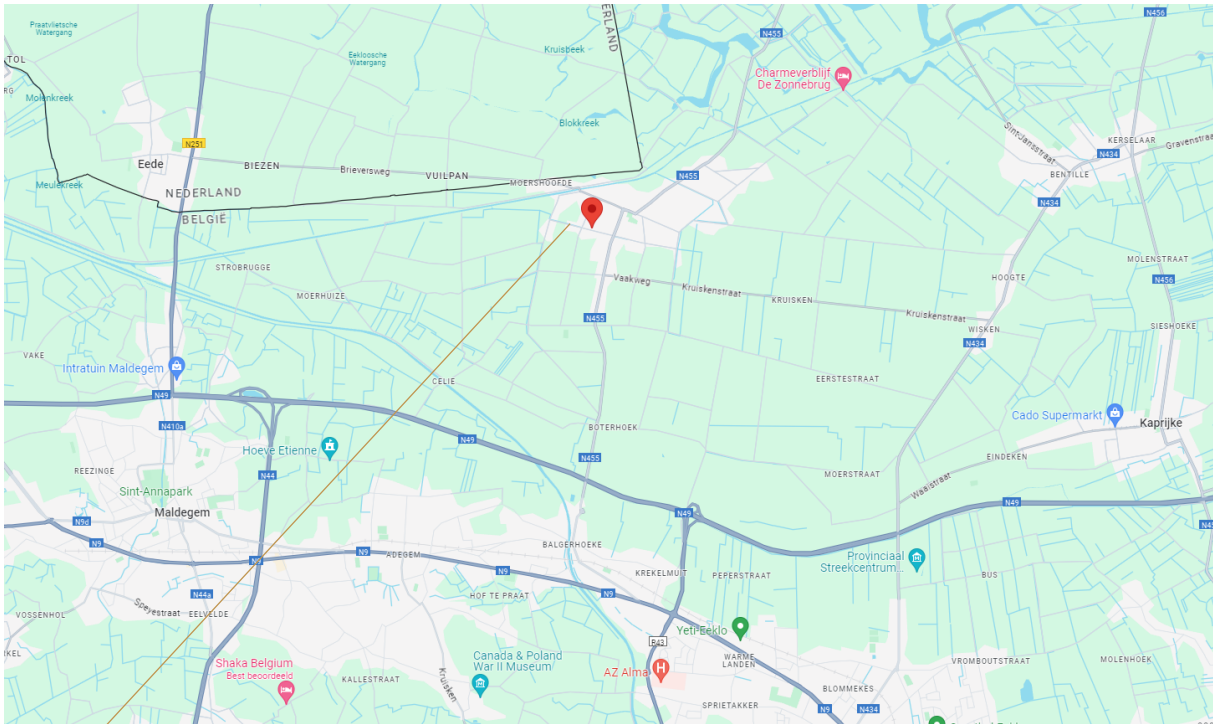 Praatvlietsche
Watergang
TOL
RG
Molenkreek
Eekloosche
Watergang
Kruisbeek
ERLAND
N455
N456
Charmeverblijf
De Zonnebrug
Blokkreek
Sint-Jansstraat
KERSELAAR
Gravenstraat
N434
N251
Eede
BIEZEN
Brieversweg
VUILPAN
MOERSHOOFDE
N455
BENTILLE
Meulekreek
NEDERLAND
BELGIË
N434
STROBRUGGE
MOERHUIZE
Vaakweg
Kruiskenstraat
KRUISKEN
Kruiskenstraat
HOOGTE
MOLENSTRAAT
N456
N455
WISKEN
SIESHOEKE
N434
VAKE
Intratuin Maldegem
CELIE
EERSTESTRAAT
N49
N410a
Cado Supermarkt
Kaprijke
BOTERHOEK
Hoeve Etienne
N49
N455
REEZINGE
N44
MOERSTRAAT
EINDEKEN
Waaistraat
Sint-Annapark
Maldegem
N49
N49
N9d
N9
N9
N9
ADEGEM
BALGERHOEKE
Provinciaal
Streekcentrum...
KREKELMUIT
PEPERSTRAAT
BUS
N44a
HOF TE PRAAT
N9
Speyestraat
EELVELDE
VOSSENHOL
Yeti-Eeklo
R43
WARME
LANDEN
Shaka Belgium
Best beoordeeld
KALLESTRAAT
Kruisken
Canada & Poland
War II Museum
AZ Alma
VROMBOUTSTRAAT
MOLENHOEK
BLOMMEKES
SPRIETAKKER
N9
N434